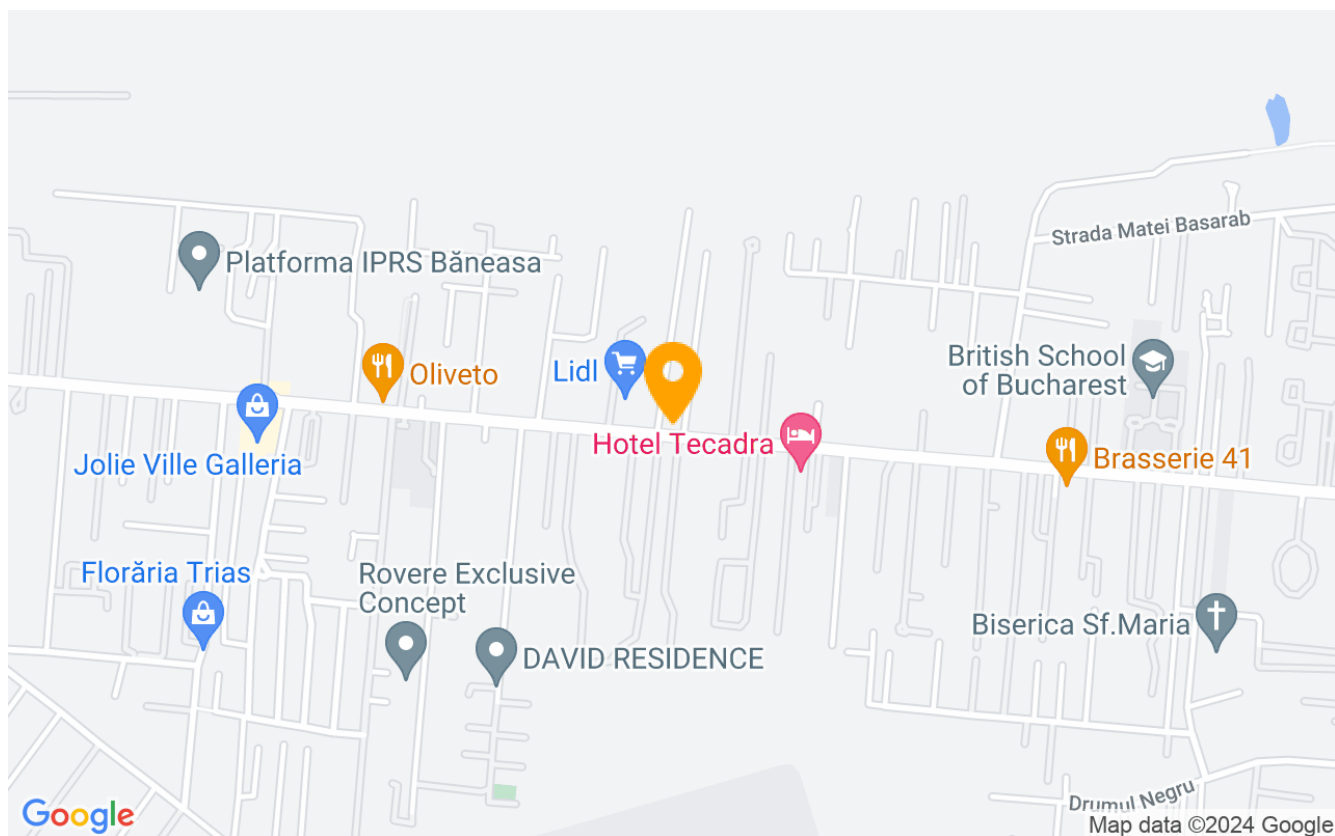 Strada Matei Basarab
Platforma IPRS Băneasa
British School
of Bucharest
Oliveto
Lidl
Hotel Tecadra
Brasserie 41
Jolie Ville Galleria
Florăria Trias
Rovere Exclusive
Concept
Biserica Sf.Maria
DAVID RESIDENCE
Drumul Negru
Google
Map data ©2024 Google